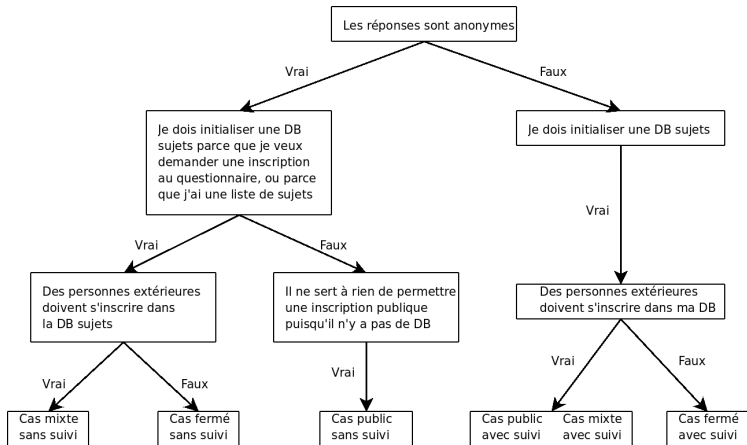 Les réponses sont anonymes
Vrai
Faux
Je dois initialiser une DB
sujets parce que je veux
demander une inscription
au questionnaire, ou parce
que j'ai une liste de sujets
Je dois initialiser une DB sujets
Vrai
Faux
Vrai
Des personnes extérieures
doivent s'inscrire dans
la DB sujets
Il ne sert à rien de permettre
une inscription publique
puisqu'il n'y a pas de DB
Des personnes extérieures
doivent s'inscrire dans ma DB
Vrai
Faux
Vrai
Vrai
Faux
Cas mixte
sans suivi
Cas fermé
sans suivi
Cas public
sans suivi
Cas public
avec suivi
Cas mixte
avec suivi
Cas fermé
avec suivi